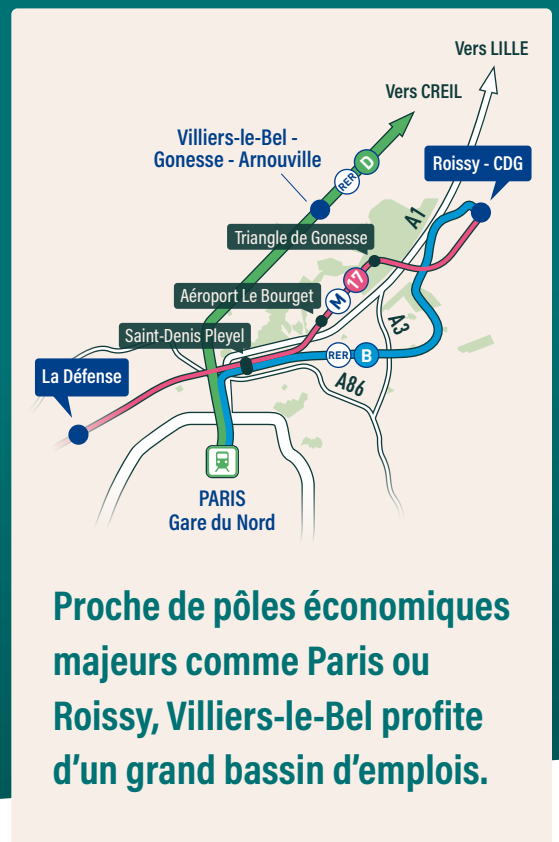 Vers LILLE
Vers CREIL
Villiers-le-Bel -
Gonesse - Arnouville
RER D
Roissy - CDG
A1
Triangle de Gonesse
M 17
Aéroport Le Bourget
A3
Saint-Denis Pleyel
RER B
La Défense
A86
PARIS
Gare du Nord
Proche de pôles économiques
majeurs comme Paris ou
Roissy, Villiers-le-Bel profite
d'un grand bassin d'emplois.